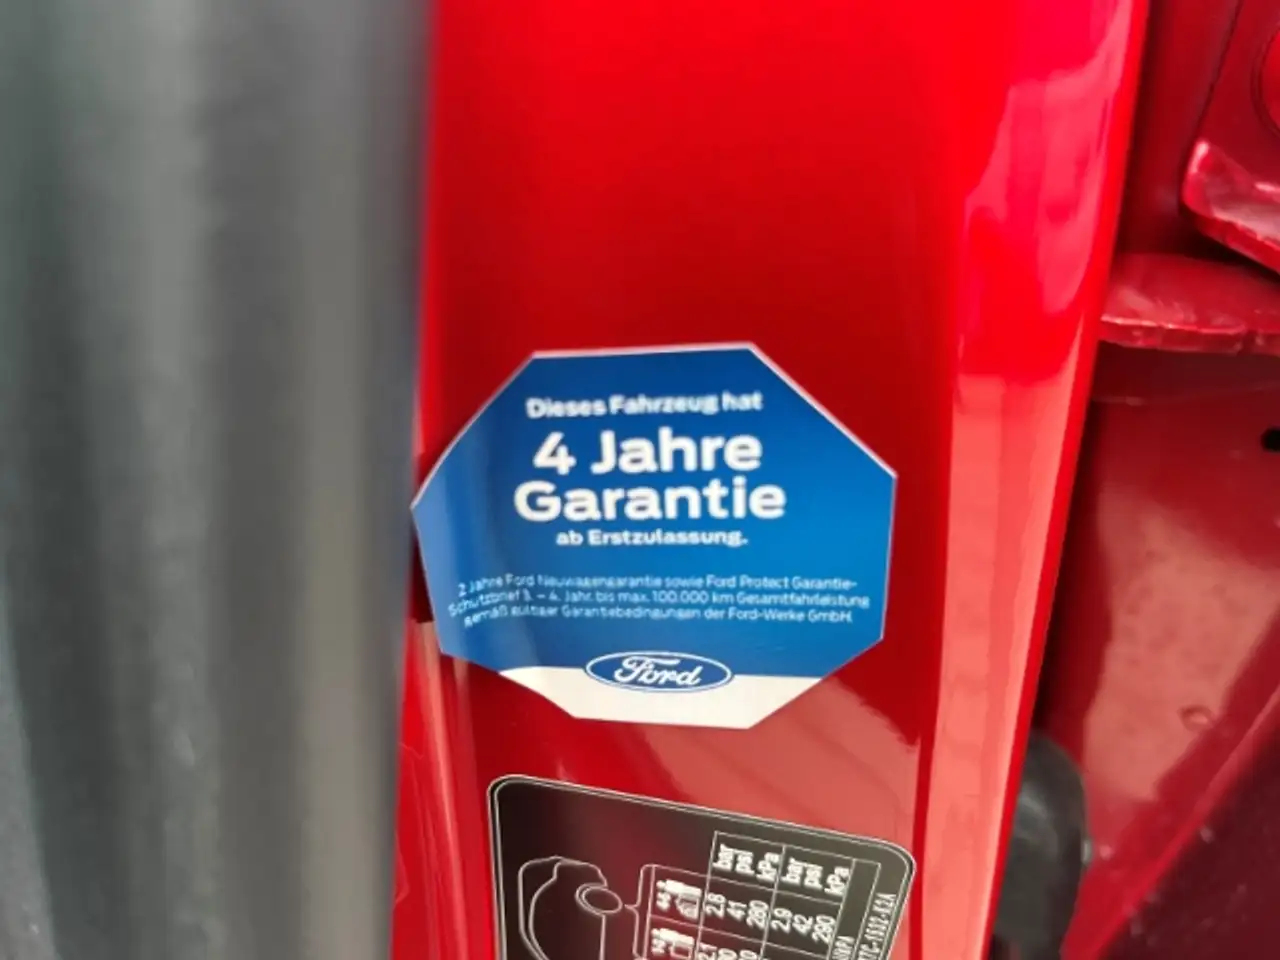 Dieses Fahrzeug hat
4 Jahre
Garantie
ab Erstzulassung.
2 Jahre Ford Neuwagengarantie sowie Ford Protect Garantie-
Schutzbrief 3. – 4. Jahr, bis max. 100.000 km Gesamtfahrleistung
gemäß gültiger Garantiebedingungen der Ford-Werke GmbH.
Ford
bar psi kPa bar psi kPa
2.8 41 280 2.9 42 290